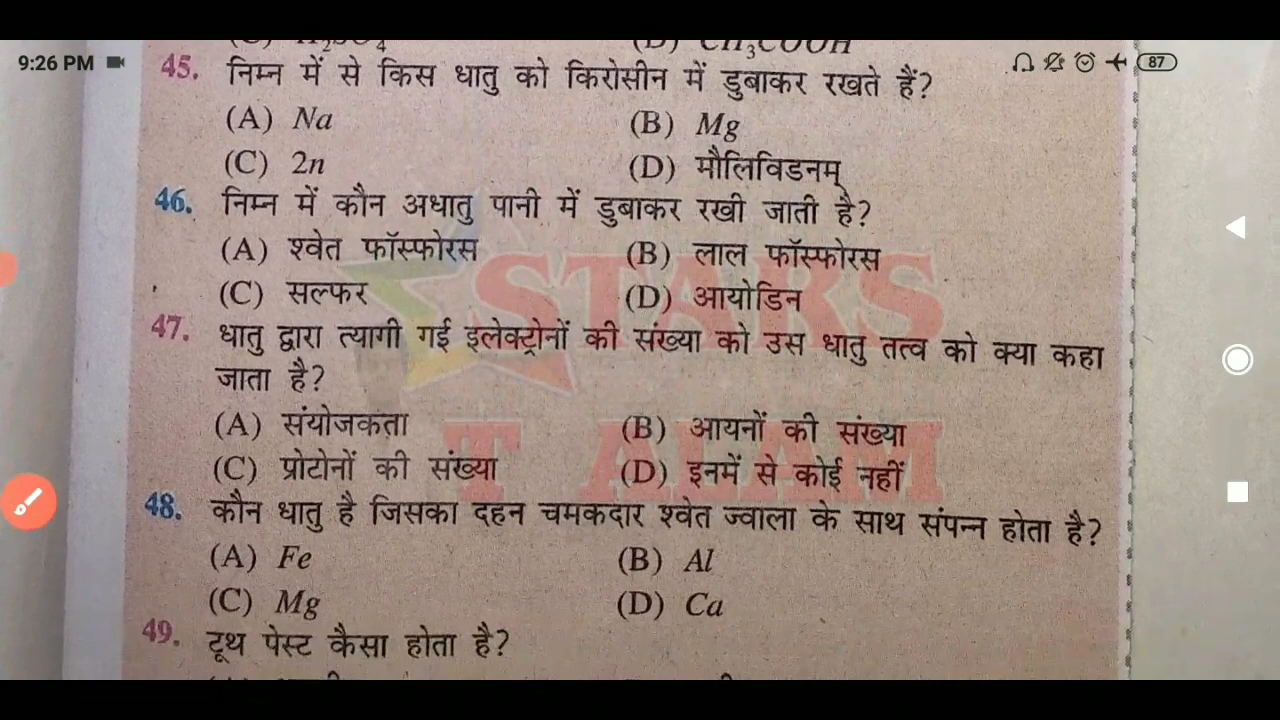 9:26 PM
87
45. निम्न में से किस धातु को किरोसीन में डुबाकर रखते हैं?
(A) Na (B) Mg
(C) 2n (D) मौलिविडनम्
46. निम्न में कौन अधातु पानी में डुबाकर रखी जाती है?
(A) श्वेत फॉस्फोरस (B) लाल फॉस्फोरस
(C) सल्फर (D) आयोडिन
47. धातु द्वारा त्यागी गई इलेक्ट्रोनों की संख्या को उस धातु तत्व को क्या कहा
जाता है?
(A) संयोजकता (B) आयनों की संख्या
(C) प्रोटोनों की संख्या (D) इनमें से कोई नहीं
48. कौन धातु है जिसका दहन चमकदार श्वेत ज्वाला के साथ संपन्न होता है?
(A) Fe (B) Al
(C) Mg (D) Ca
49. टूथ पेस्ट कैसा होता है?
STARS
T ALAM